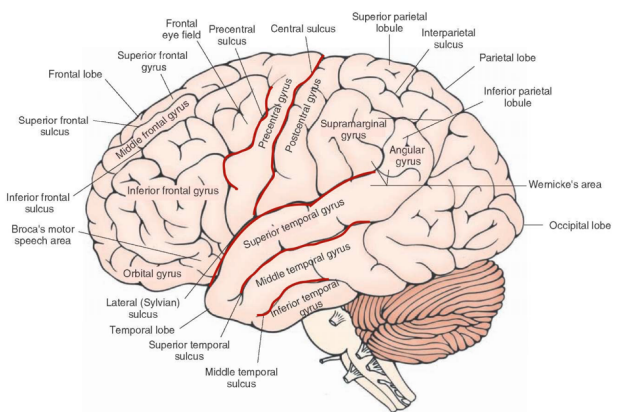 Frontal
eye field
Precentral
sulcus
Central sulcus
Superior parietal
lobule
Interparietal
sulcus
Superior frontal
gyrus
Parietal lobe
Frontal lobe
Inferior parietal
lobule
Superior frontal
sulcus
Middle frontal gyrus
Precentral gyrus
Postcentral gyrus
Supramarginal
gyrus
Angular
gyrus
Inferior frontal
sulcus
Inferior frontal gyrus
Wernicke's area
Broca's motor
speech area
Superior temporal gyrus
Occipital lobe
Orbital gyrus
Middle temporal gyrus
Inferior temporal
gyrus
Lateral (Sylvian)
sulcus
Temporal lobe
Superior temporal
sulcus
Middle temporal
sulcus